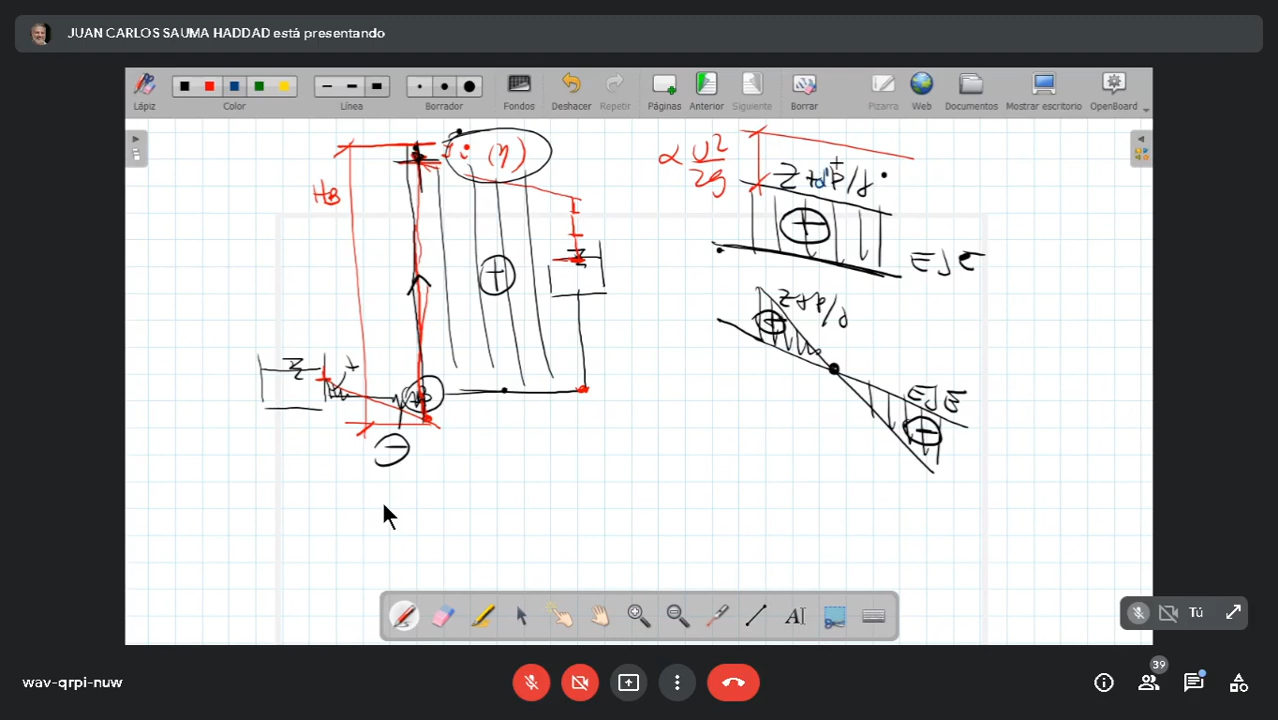 JUAN CARLOS SAUMA HADDAD está presentando
Lápiz
Color
Línea
Borrador
Fondos
Deshacer
Repetir
Páginas
Anterior
Siguiente
Borrar
Pizarra
Web
Documentos
Mostrar escritorio
OpenBoard
i (η)
HB
+
+
-
α U²/2g
+
Z + P/γ
+
EJE
Z + P/γ
+
EJE
AI
Tú
wav-qrpi-nuw
39